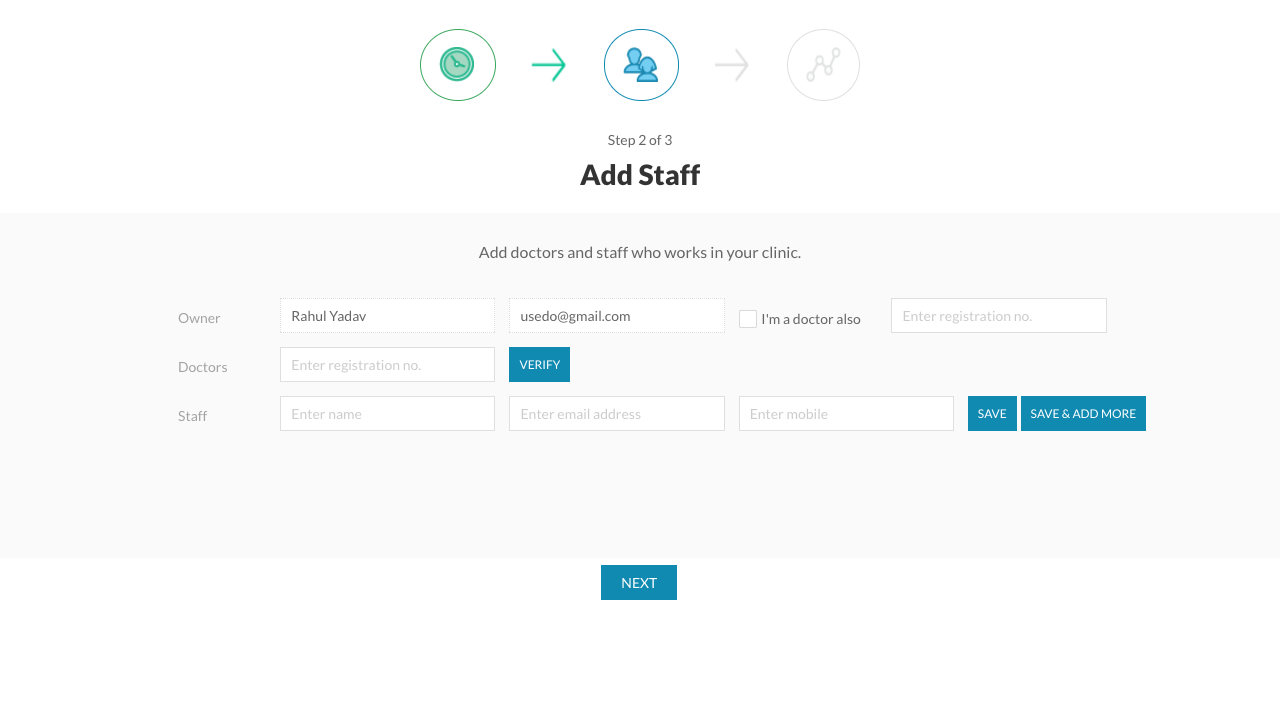 Step 2 of 3
Add Staff
Add doctors and staff who works in your clinic.
Owner Rahul Yadav usedo@gmail.com I'm a doctor also Enter registration no.
Doctors Enter registration no. VERIFY
Staff Enter name Enter email address Enter mobile SAVE SAVE & ADD MORE
NEXT